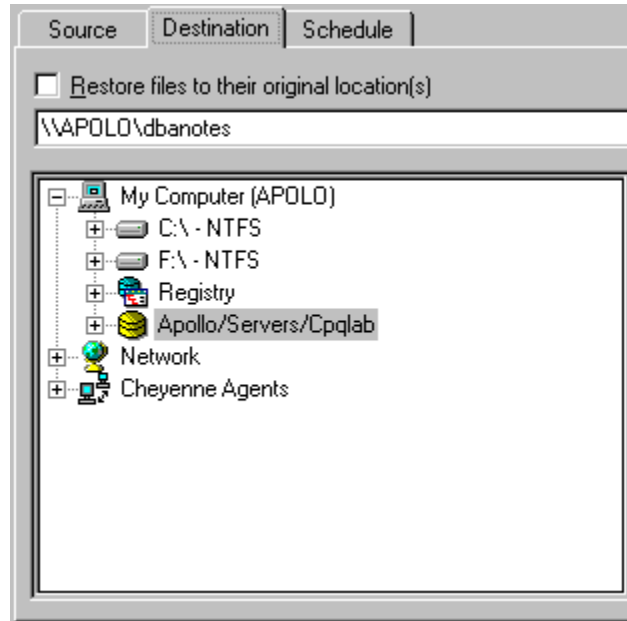 Source Destination Schedule
Restore files to their original location(s)
\\APOLO\dbanotes
My Computer (APOLO)
C:\ - NTFS
F:\ - NTFS
Registry
Apollo/Servers/Cpqlab
Network
Cheyenne Agents